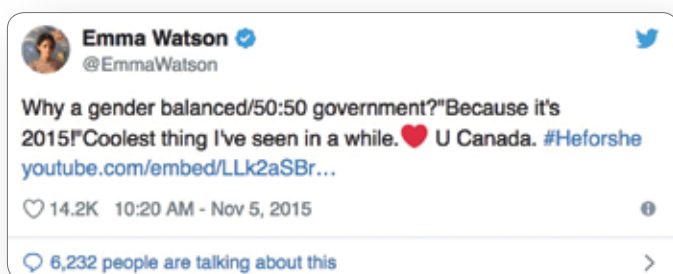 Emma Watson
@EmmaWatson
Why a gender balanced/50:50 government?"Because it's
2015!"Coolest thing I've seen in a while.❤️ U Canada. #Heforshe
youtube.com/embed/LLk2aSBr...
14.2K 10:20 AM - Nov 5, 2015
6,232 people are talking about this